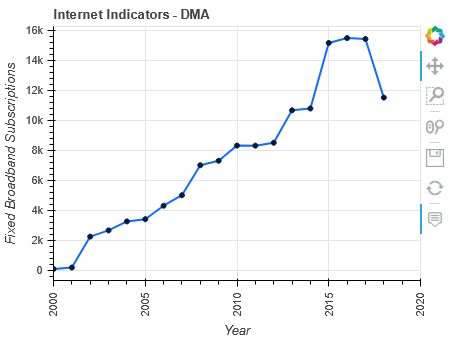 Internet Indicators - DMA
16k
14k
12k
10k
8k
6k
4k
2k
0
Fixed Broadband Subscriptions
2000
2005
2010
2015
2020
Year